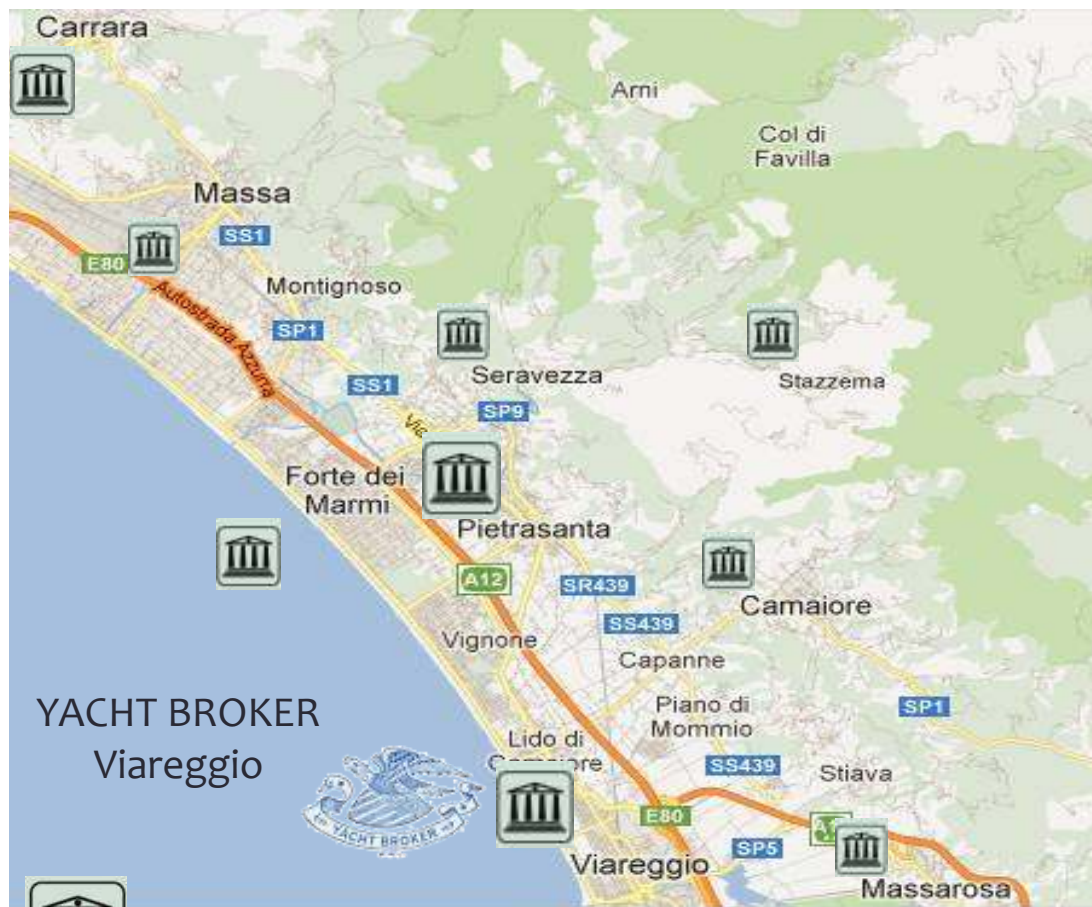 Carrara
Arni
Col di
Favilla
Massa
SS1
E80
Montignoso
Autostrada Azzurra
SP1
SS1
Seravezza
Stazzema
SP9
Forte dei
Marmi
Pietrasanta
A12
SR439
SS439
Camaiore
Vignone
Capanne
SP1
Piano di
Mommio
YACHT BROKER
Viareggio
Lido di
Camaiore
SS439
Stiava
YACHT BROKER
E80
SP5
Viareggio
Massarosa